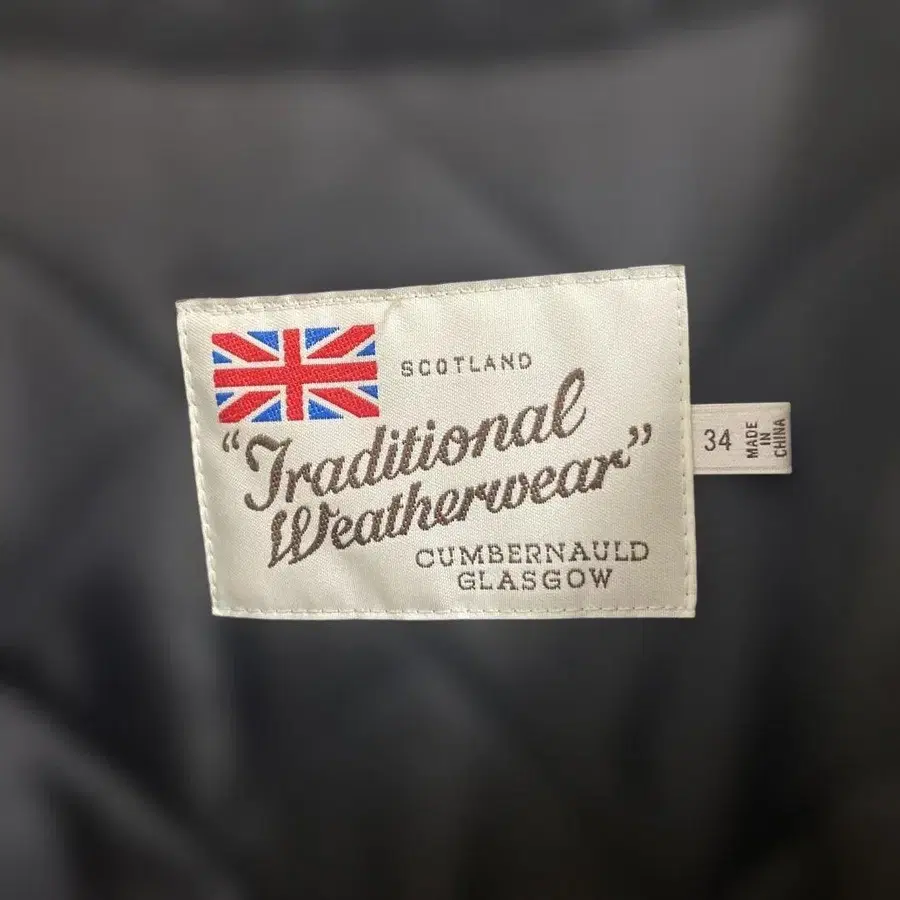 SCOTLAND
"Traditional
Weatherwear"
CUMBERNAULD
GLASGOW
34
MADE
IN
CHINA